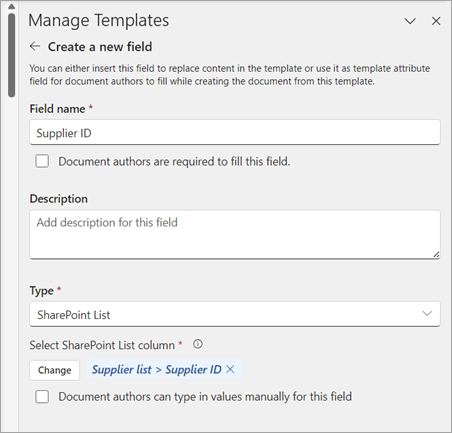 Manage Templates
Create a new field
You can either insert this field to replace content in the template or use it as template attribute
field for document authors to fill while creating the document from this template.
Field name *
Supplier ID
Document authors are required to fill this field.
Description
Add description for this field
Type *
SharePoint List
Select SharePoint List column *
Change Supplier list > Supplier ID
Document authors can type in values manually for this field